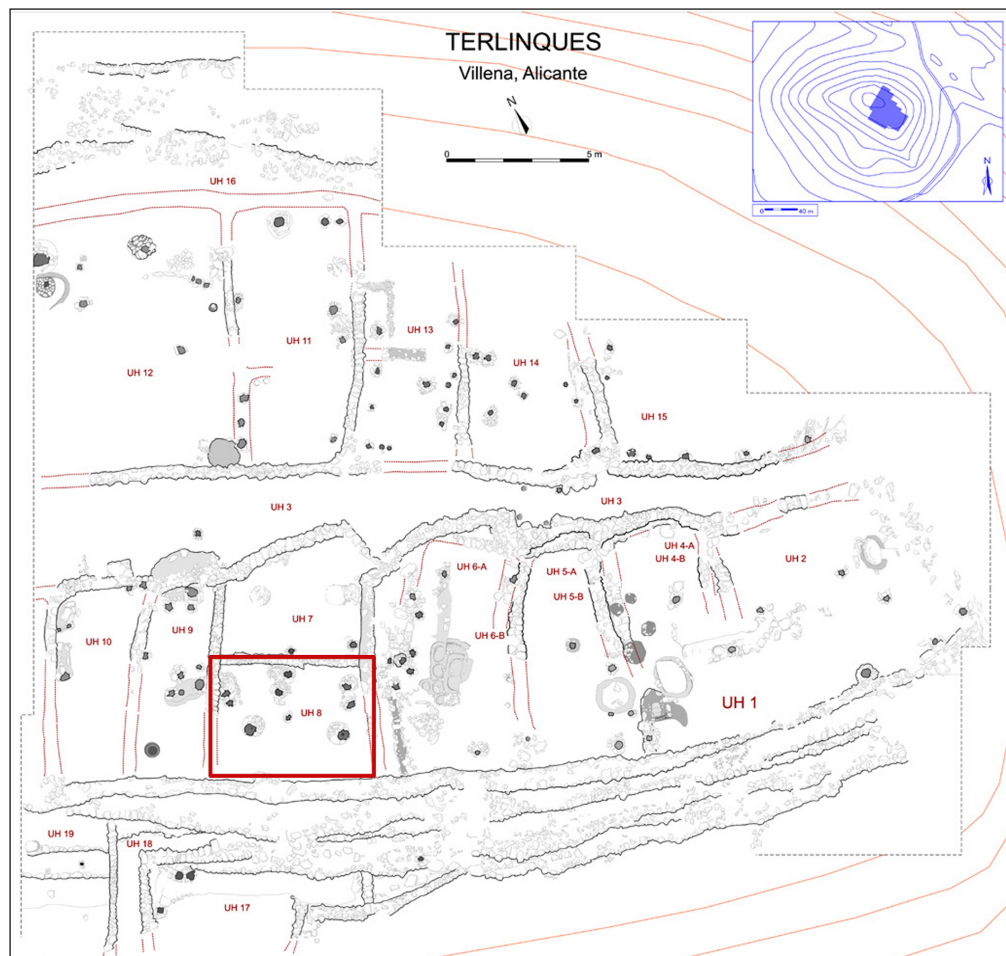 TERLINQUES
Villena, Alicante
N
0 5 m
N
0 40 m
UH 16
UH 13
UH 11
UH 14
UH 12
UH 15
UH 3
UH 3
UH 4-A
UH 4-B
UH 2
UH 6-A
UH 5-A
UH 5-B
UH 7
UH 10
UH 9
UH 6-B
UH 8
UH 1
UH 19
UH 18
UH 17